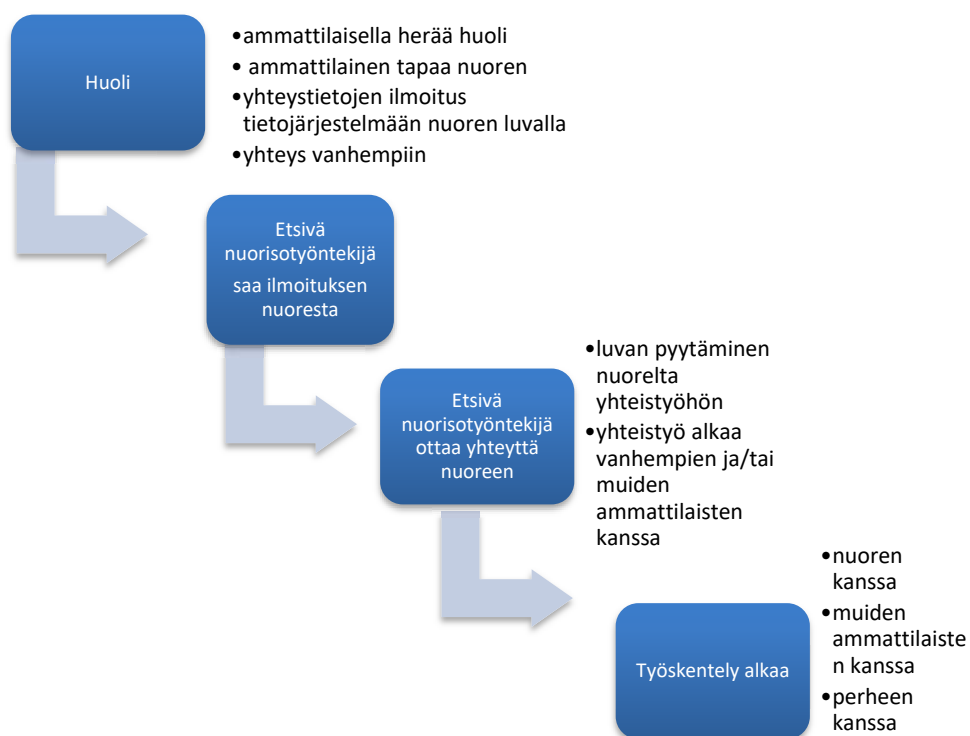 Huoli
•ammattilaisella herää huoli
• ammattilainen tapaa nuoren
•yhteystietojen ilmoitus
tietojärjestelmään nuoren luvalla
•yhteys vanhempiin
Etsivä
nuorisotyöntekijä
saa ilmoituksen
nuoresta
Etsivä
nuorisotyöntekijä
ottaa yhteyttä
nuoreen
•luvan pyytäminen
nuorelta
yhteistyöhön
•yhteistyö alkaa
vanhempien ja/tai
muiden
ammattilaisten
kanssa
Työskentely alkaa
•nuoren
kanssa
•muiden
ammattilaiste
n kanssa
•perheen
kanssa